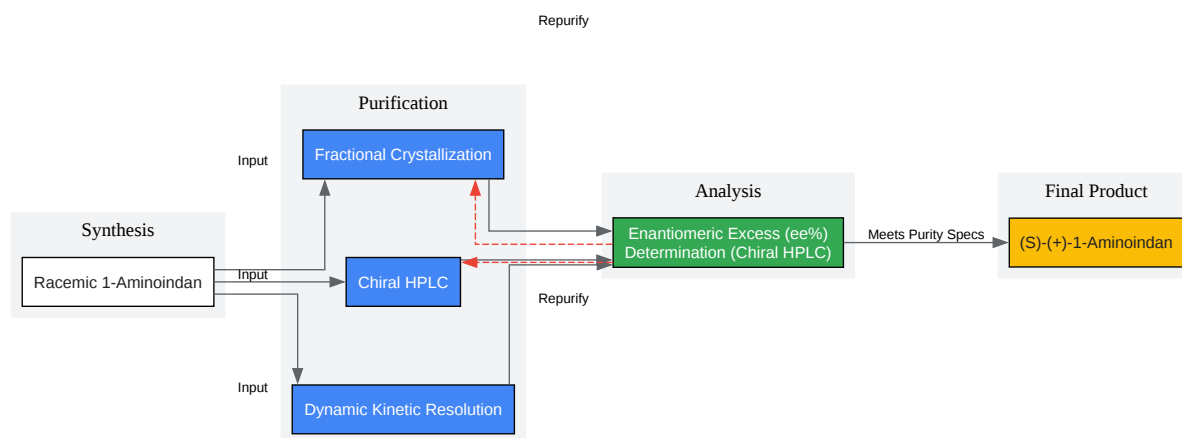 Repurify
Purification
Fractional Crystallization
Input
Synthesis
Racemic 1-Aminoindan
Input
Chiral HPLC
Input
Dynamic Kinetic Resolution
Analysis
Enantiomeric Excess (ee%)
Determination (Chiral HPLC)
Repurify
Meets Purity Specs
Final Product
(S)-(+)-1-Aminoindan